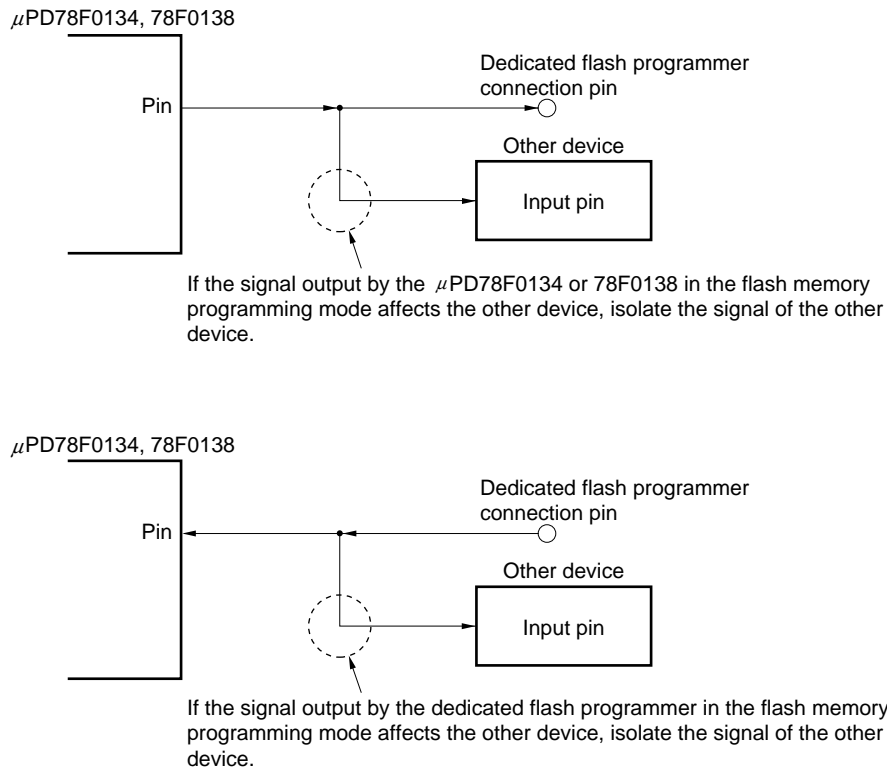 μPD78F0134, 78F0138
Dedicated flash programmer
connection pin
Pin
Other device
Input pin
If the signal output by the μPD78F0134 or 78F0138 in the flash memory
programming mode affects the other device, isolate the signal of the other
device.
μPD78F0134, 78F0138
Dedicated flash programmer
connection pin
Pin
Other device
Input pin
If the signal output by the dedicated flash programmer in the flash memory
programming mode affects the other device, isolate the signal of the other
device.